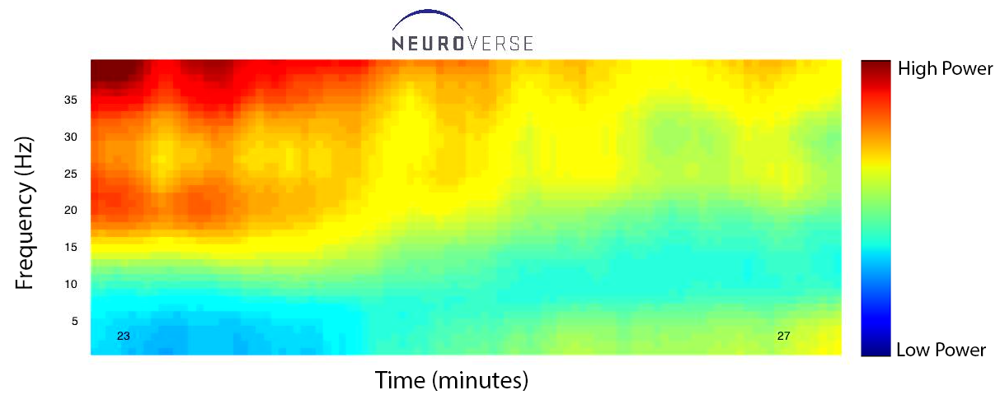 NEUROVERSE
High Power
35
30
25
20
15
10
5
Frequency (Hz)
23
27
Low Power
Time (minutes)